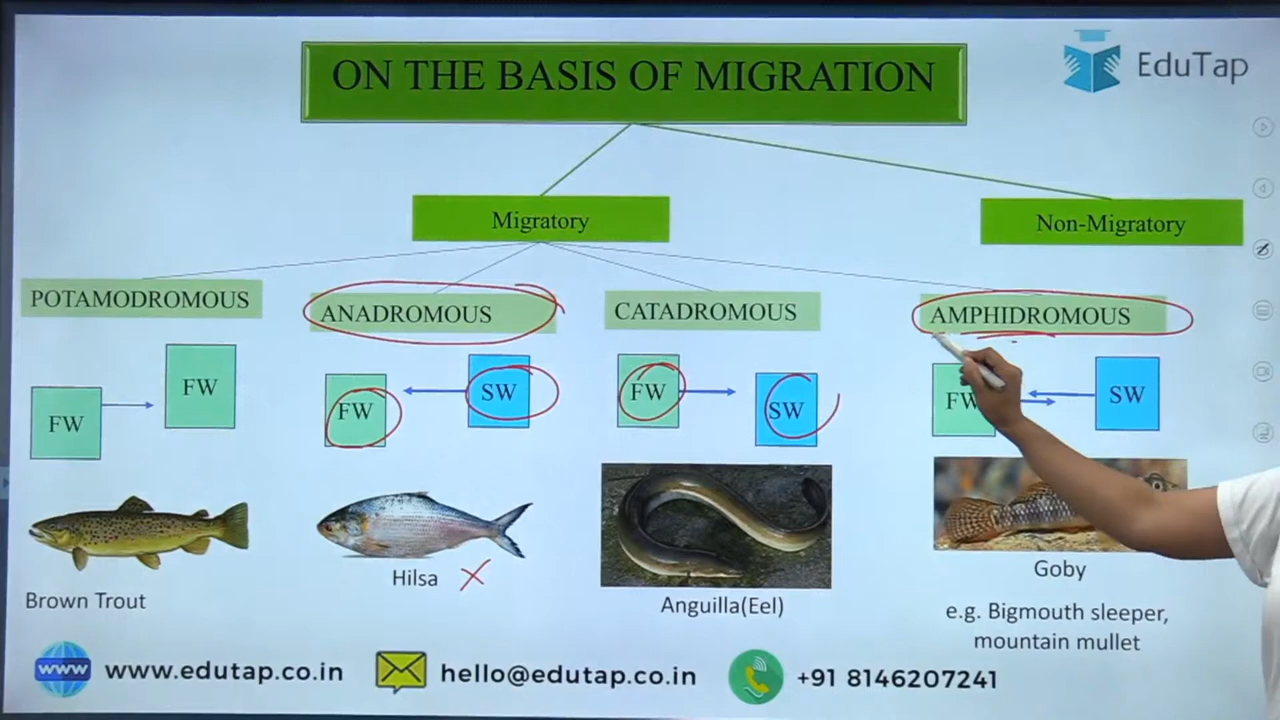 ON THE BASIS OF MIGRATION
EduTap
Migratory
Non-Migratory
POTAMODROMOUS
ANADROMOUS
CATADROMOUS
AMPHIDROMOUS
FW
FW
FW
SW
FW
SW
FW
SW
Brown Trout
Hilsa
Anguilla(Eel)
Goby
e.g. Bigmouth sleeper,
mountain mullet
www
www.edutap.co.in
hello@edutap.co.in
+91 8146207241